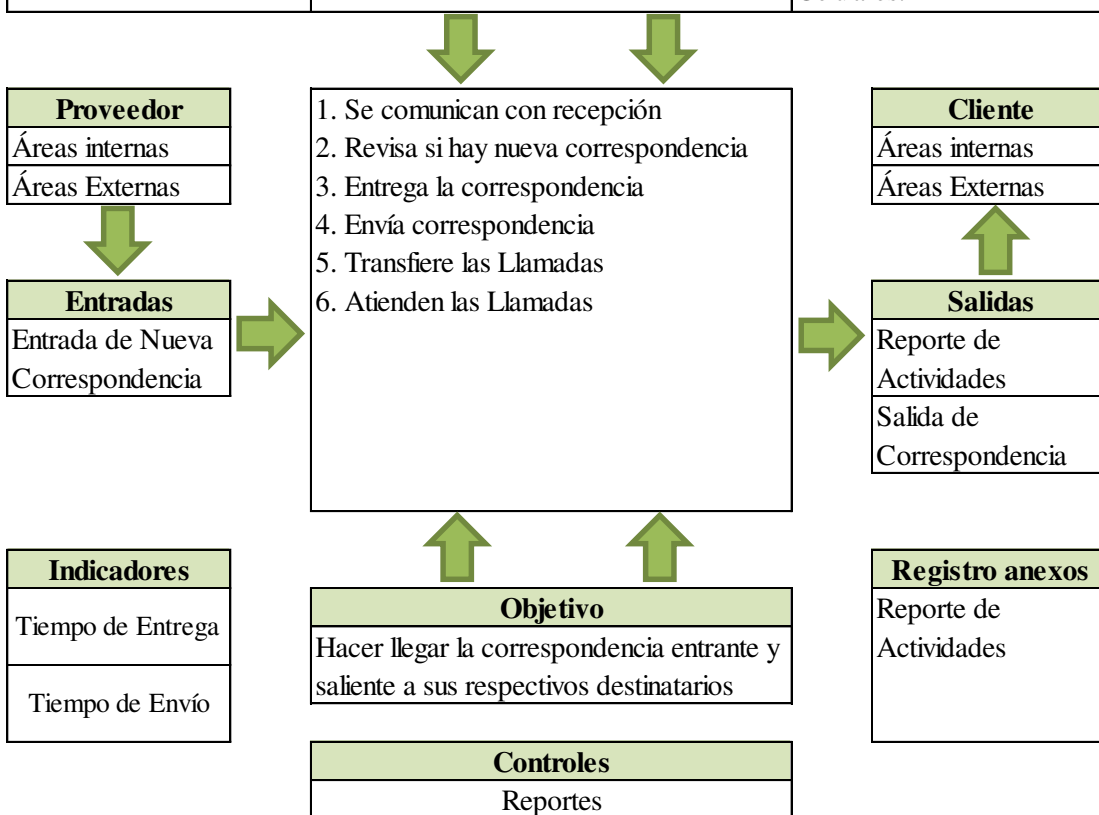 Proveedor
Áreas internas
Áreas Externas
Entradas
Entrada de Nueva
Correspondencia
1. Se comunican con recepción
2. Revisa si hay nueva correspondencia
3. Entrega la correspondencia
4. Envía correspondencia
5. Transfiere las Llamadas
6. Atienden las Llamadas
Cliente
Áreas internas
Áreas Externas
Salidas
Reporte de
Actividades
Salida de
Correspondencia
Indicadores
Tiempo de Entrega
Tiempo de Envío
Objetivo
Hacer llegar la correspondencia entrante y
saliente a sus respectivos destinatarios
Registro anexos
Reporte de
Actividades
Controles
Reportes